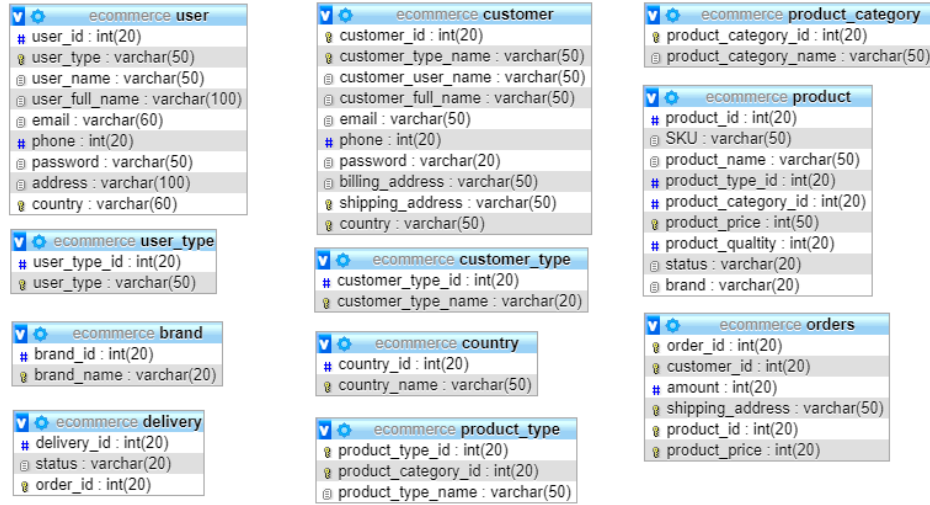 ecommerce user
user_id : int(20)
user_type : varchar(50)
user_name : varchar(50)
user_full_name : varchar(100)
email : varchar(60)
phone : int(20)
password : varchar(50)
address : varchar(100)
country : varchar(60)
ecommerce user_type
user_type_id : int(20)
user_type : varchar(50)
ecommerce brand
brand_id : int(20)
brand_name : varchar(20)
ecommerce delivery
delivery_id : int(20)
status : varchar(20)
order_id : int(20)
ecommerce customer
customer_id : int(20)
customer_type_name : varchar(50)
customer_user_name : varchar(50)
customer_full_name : varchar(50)
email : varchar(50)
phone : int(20)
password : varchar(20)
billing_address : varchar(50)
shipping_address : varchar(50)
country : varchar(50)
ecommerce customer_type
customer_type_id : int(20)
customer_type_name : varchar(20)
ecommerce country
country_id : int(20)
country_name : varchar(50)
ecommerce product_type
product_type_id : int(20)
product_category_id : int(20)
product_type_name : varchar(50)
ecommerce product_category
product_category_id : int(20)
product_category_name : varchar(50)
ecommerce product
product_id : int(20)
SKU : varchar(50)
product_name : varchar(50)
product_type_id : int(20)
product_category_id : int(20)
product_price : int(50)
product_qualtity : int(20)
status : varchar(20)
brand : varchar(20)
ecommerce orders
order_id : int(20)
customer_id : int(20)
amount : int(20)
shipping_address : varchar(50)
product_id : int(20)
product_price : int(20)